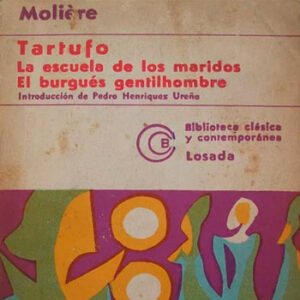 Molière
Tartufo
La escuela de los maridos
El burgués gentilhombre
Introducción de Pedro Henríquez Ureña
B
Biblioteca clásica
y contemporánea
Losada